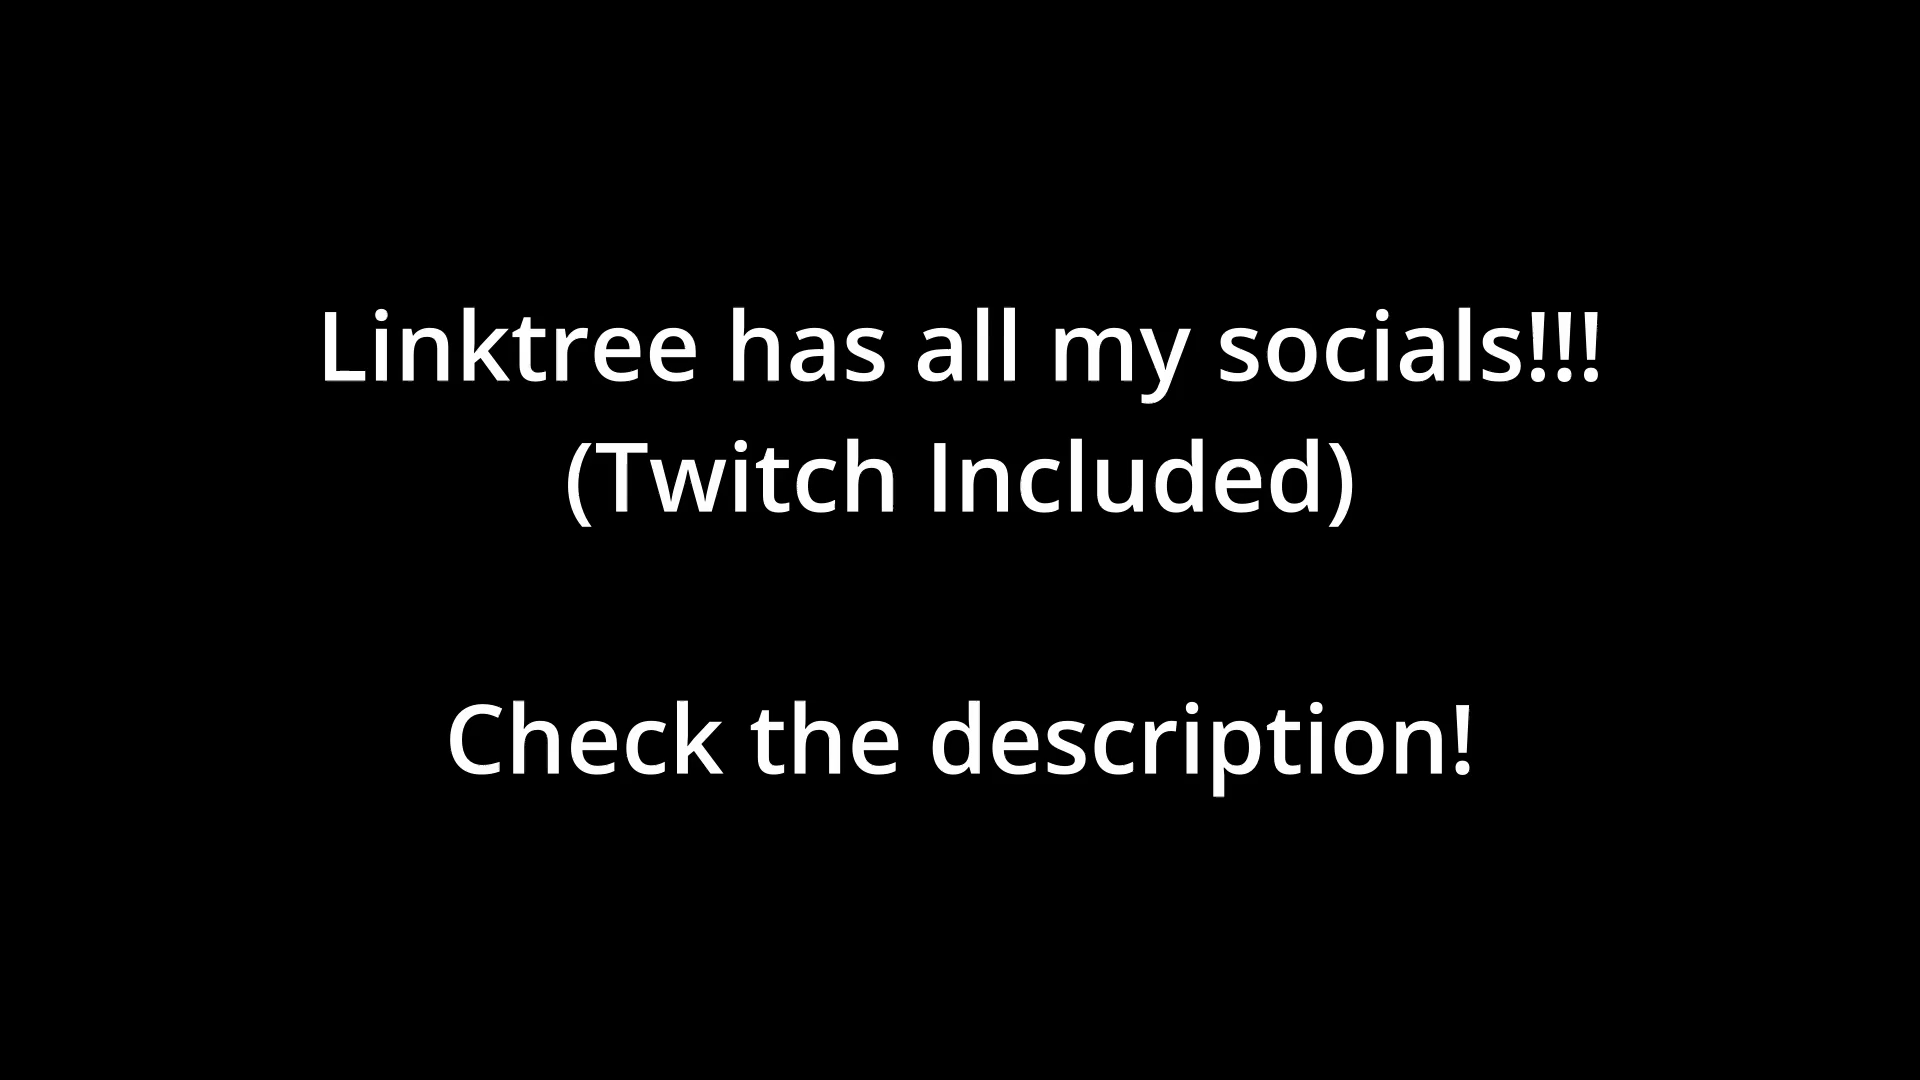 Linktree has all my socials!!!
(Twitch Included)
Check the description!